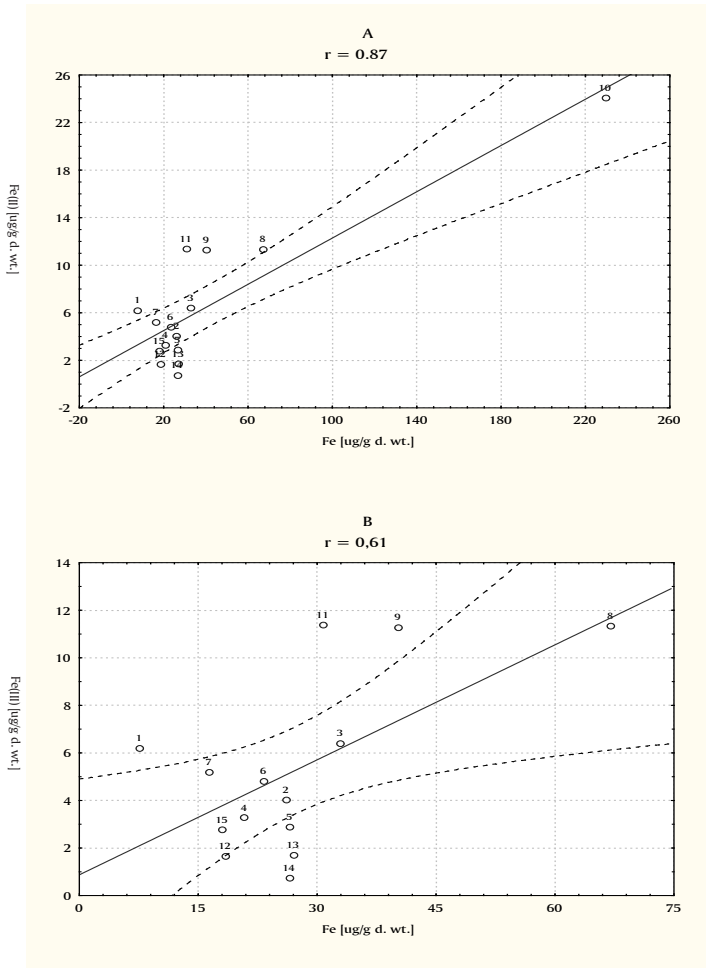 A
r = 0.87
Fe(II) [ug/g d. wt.]
26
22
18
14
10
6
2
-2
10
11 9 8
1 3
7 6
2
4
15 5
12 13
14
-20 20 60 100 140 180 220 260
Fe [ug/g d. wt.]
B
r = 0,61
Fe(III) [ug/g d. wt.]
14
12
10
8
6
4
2
0
11 9 8
1 3
7 6
2
4 5
15
12 13
14
0 15 30 45 60 75
Fe [ug/g d. wt.]